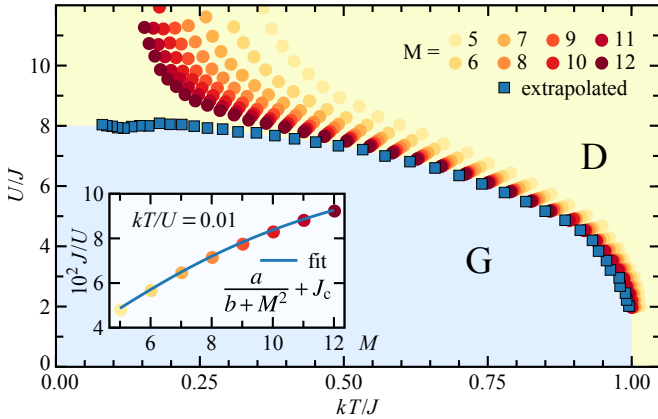 10
8
6
4
2
0
U/J
M =
5 7 9 11
6 8 10 12
extrapolated
D
G
10
8
6
4
10² J/U
kT/U = 0.01
fit
a
b + M² + J_c
6 8 10 12
M
0.00 0.25 0.50 0.75 1.00
kT/J